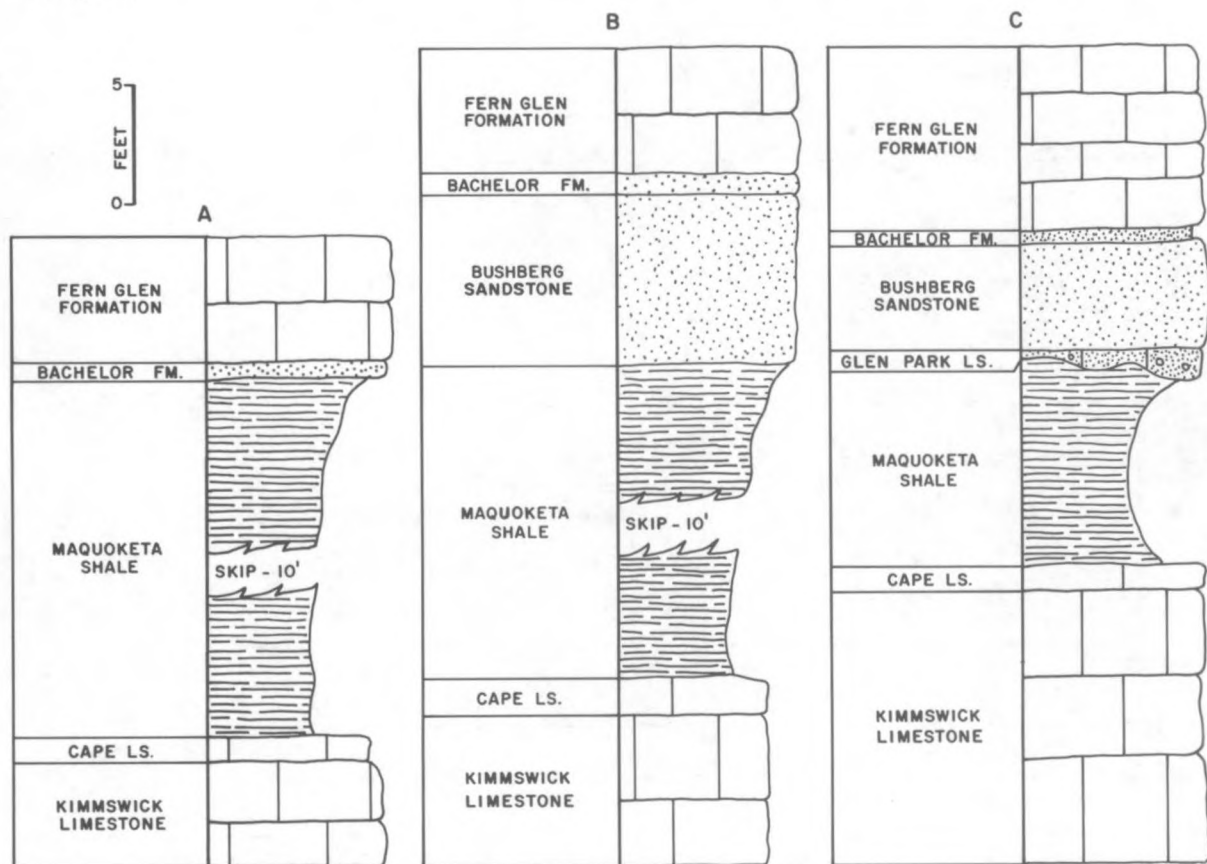 5
FEET
0
A
FERN GLEN
FORMATION
BACHELOR FM.
MAQUOKETA
SHALE
SKIP - 10'
CAPE LS.
KIMMSWICK
LIMESTONE
B
FERN GLEN
FORMATION
BACHELOR FM.
BUSHBERG
SANDSTONE
MAQUOKETA
SHALE
SKIP - 10'
CAPE LS.
KIMMSWICK
LIMESTONE
C
FERN GLEN
FORMATION
BACHELOR FM.
BUSHBERG
SANDSTONE
GLEN PARK LS.
MAQUOKETA
SHALE
CAPE LS.
KIMMSWICK
LIMESTONE